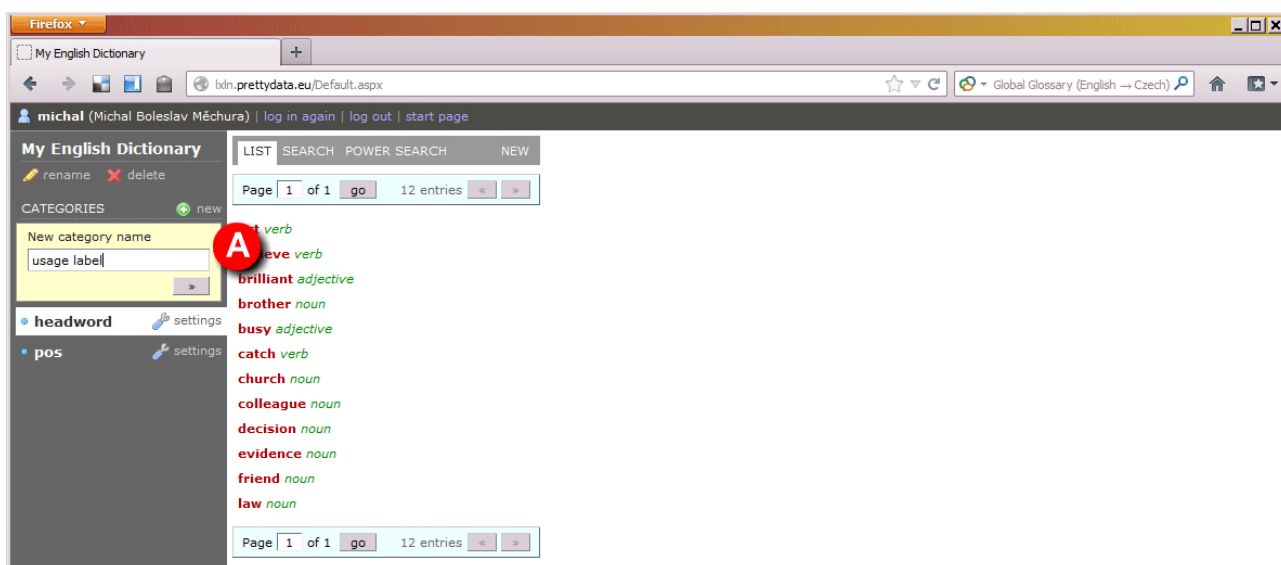 Firefox
My English Dictionary
+
lxln.prettydata.eu/Default.aspx
Global Glossary (English → Czech)
michal (Michal Boleslav Měchura) | log in again | log out | start page
My English Dictionary
rename delete
CATEGORIES new
New category name
usage label
»
headword settings
pos settings
LIST SEARCH POWER SEARCH NEW
Page 1 of 1 go 12 entries « »
A
verb
verb
brilliant adjective
brother noun
busy adjective
catch verb
church noun
colleague noun
decision noun
evidence noun
friend noun
law noun
Page 1 of 1 go 12 entries « »